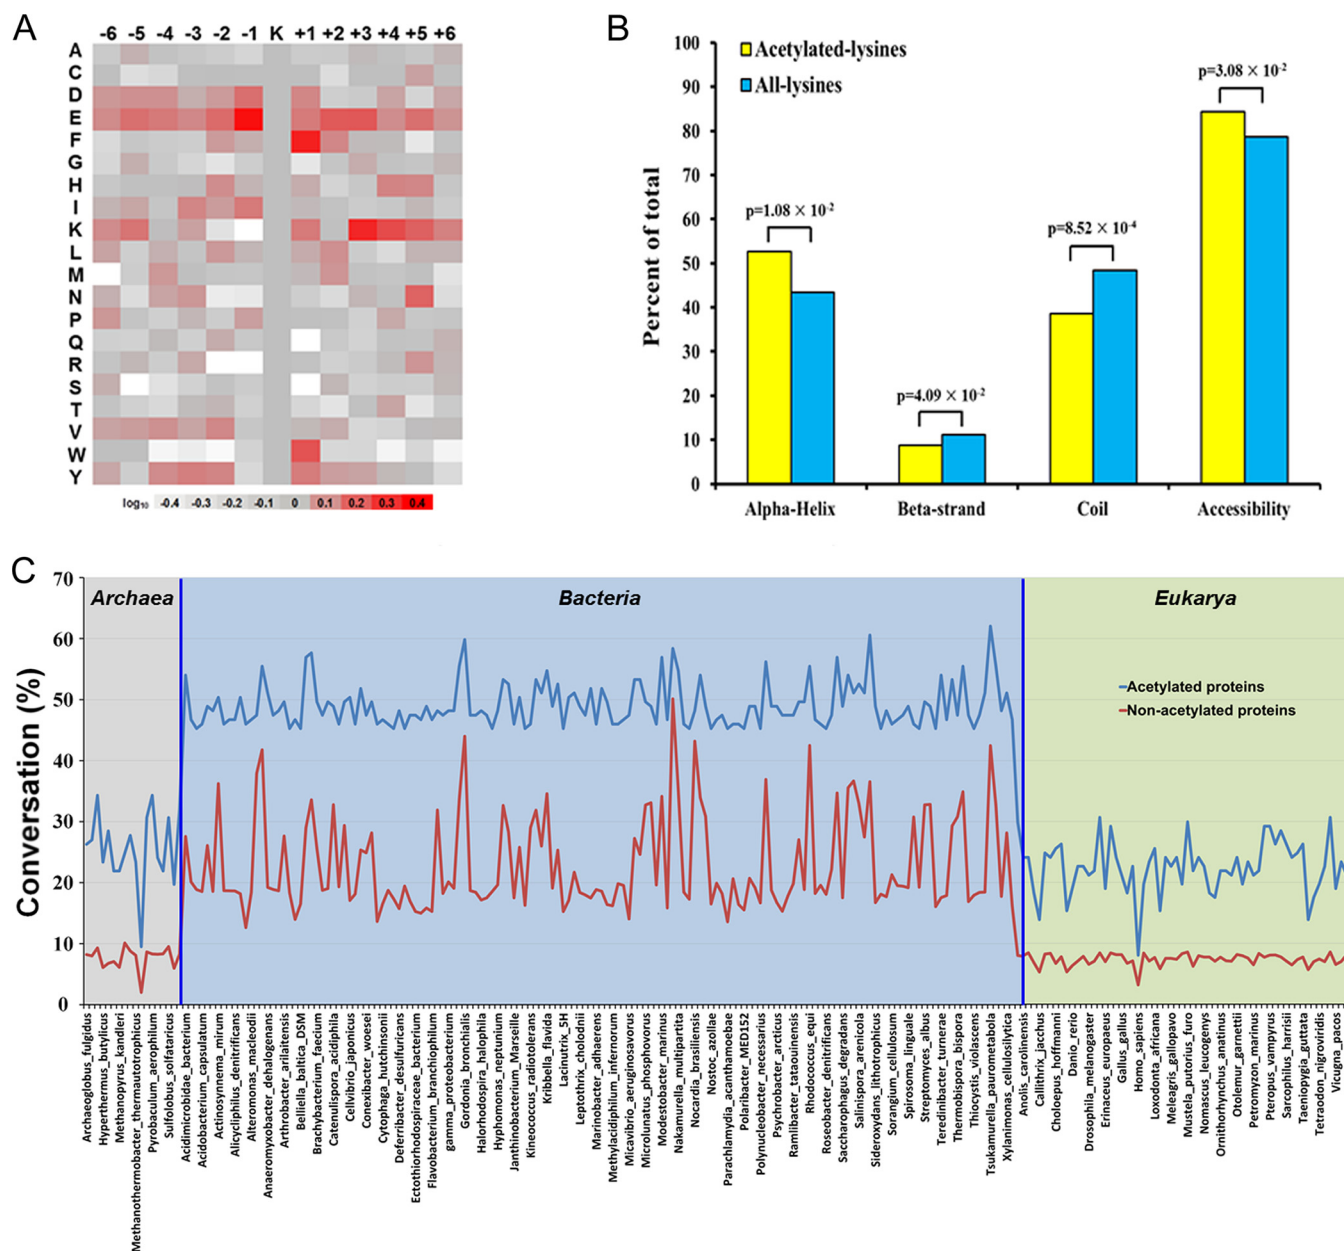 A
-6 -5 -4 -3 -2 -1 K +1 +2 +3 +4 +5 +6
A
C
D
E
F
G
H
I
K
L
M
N
P
Q
R
S
T
V
W
Y
log10 -0.4 -0.3 -0.2 -0.1 0 0.1 0.2 0.3 0.4
B
Percent of total
100
90
80
70
60
50
40
30
20
10
0
Acetylated-lysines
All-lysines
p=1.08 × 10-2
p=4.09 × 10-2
p=8.52 × 10-4
p=3.08 × 10-2
Alpha-Helix Beta-strand Coil Accessibility
C
Conversation (%)
70
60
50
40
30
20
10
0
Archaea
Bacteria
Eukarya
Acetylated proteins
Non-acetylated proteins
Archaeoglobus_fulgidus
Hyperthermus_butylicus
Methanopyrus_kandleri
Methanothermobacter_thermautotrophicus
Pyrobaculum_aerophilum
Sulfolobus_solfataricus
Acidimicrobidae_bacterium
Acidobacterium_capsulatum
Actinosynnema_mirum
Alicycliphilus_denitrificans
Alteromonas_macleodii
Anaeromyxobacter_dehalogenans
Arthrobacter_arilaitensis
Belliella_baltica_DSM
Brachybacterium_faecium
Catenulispora_acidiphila
Cellvibrio_japonicus
Conexibacter_woesei
Cytophaga_hutchinsonii
Deferribacter_desulfuricans
Ectothiorhodospiraceae_bacterium
Flavobacterium_branchiophilum
gamma_proteobacterium
Gordonia_bronchialis
Halorhodospira_halophila
Hyphomonas_neptunium
Janthinobacterium_Marseille
Kineococcus_radiotolerans
Kribbella_flavida
Lacinutrix_5H
Leptothrix_cholodnii
Marinobacter_adhaerens
Methylacidiphilum_infernorum
Micavibrio_aeruginosavorus
Microlunatus_phosphovorus
Modestobacter_marinus
Nakamurella_multipartita
Nocardia_brasiliensis
Nostoc_azollae
Parachlamydia_acanthamoebae
Polaribacter_MED152
Polynucleobacter_necessarius
Psychrobacter_arcticus
Ramlibacter_tataouinensis
Rhodococcus_equi
Roseobacter_denitrificans
Saccharophagus_degradans
Salinispora_arenicola
Sideroxydans_lithotrophicus
Sorangium_cellulosum
Spirosoma_linguale
Streptomyces_albus
Teredinibacter_turnerae
Thermobispora_bispora
Thiocystis_violascens
Tsukamurella_paurometabola
Xylanimonas_cellulosilytica
Anolis_carolinensis
Callithrix_jacchus
Choloepus_hoffmanni
Danio_rerio
Drosophila_melanogaster
Erinaceus_europaeus
Gallus_gallus
Homo_sapiens
Loxodonta_africana
Meleagris_gallopavo
Mustela_putorius_furo
Nomascus_leucogenys
Ornithorhynchus_anatinus
Otolemur_garnettii
Petromyzon_marinus
Pteropus_vampyrus
Sarcophilus_harrisii
Taeniopygia_guttata
Tetraodon_nigroviridis
Vicugna_pacos